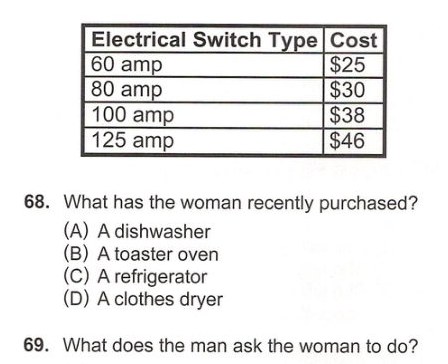 Electrical Switch Type Cost
60 amp $25
80 amp $30
100 amp $38
125 amp $46
68. What has the woman recently purchased?
(A) A dishwasher
(B) A toaster oven
(C) A refrigerator
(D) A clothes dryer
69. What does the man ask the woman to do?